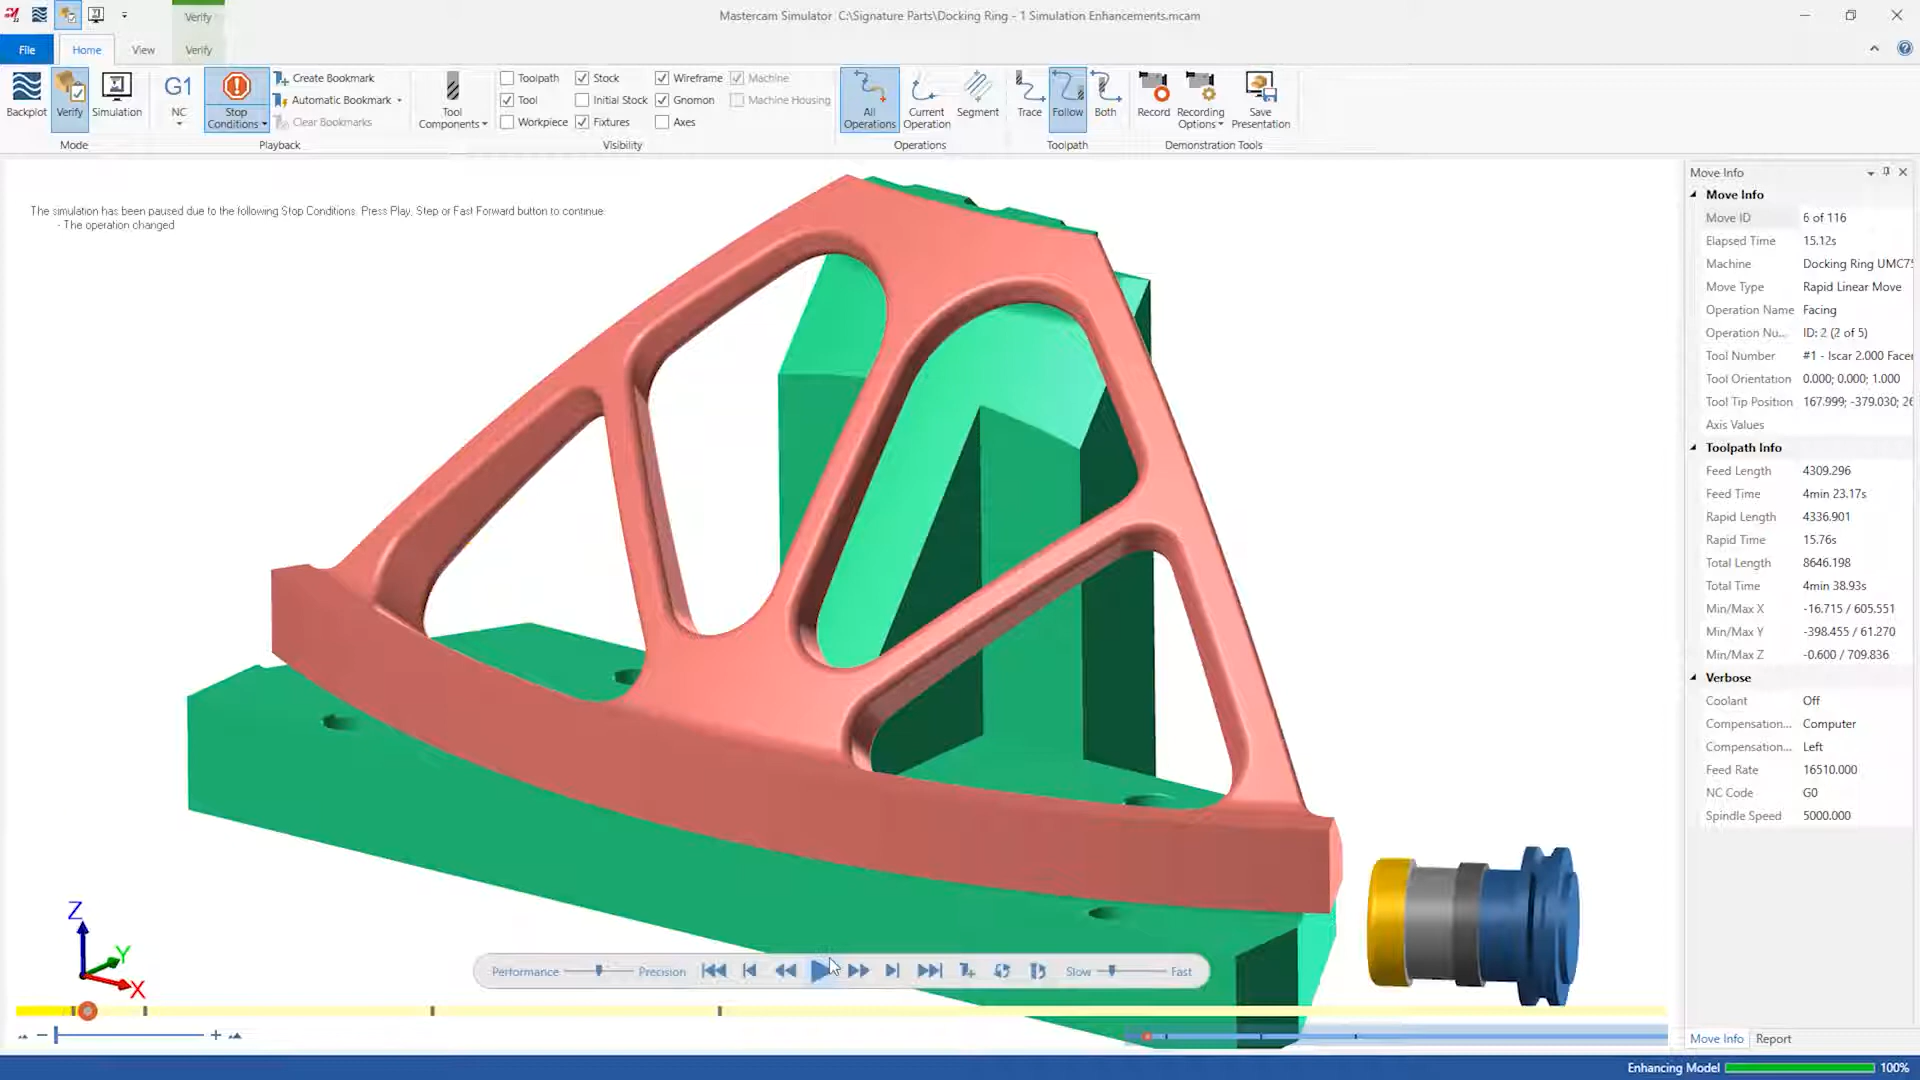 Verify
Mastercam Simulator C:\Signature Parts\Docking Ring - 1 Simulation Enhancements.mcam
File
Home
View
Verify
Backplot
Verify
Simulation
Mode
G1
NC
Stop
Conditions
Create Bookmark
Automatic Bookmark
Clear Bookmarks
Playback
Tool
Components
Toolpath
Tool
Workpiece
Stock
Initial Stock
Fixtures
Wireframe
Gnomon
Axes
Machine
Machine Housing
Visibility
All
Operations
Current
Operation
Segment
Operations
Trace
Follow
Both
Toolpath
Record
Recording
Options
Save
Presentation
Demonstration Tools
The simulation has been paused due to the following Stop Conditions. Press Play, Step or Fast Forward button to continue.
- The operation changed
Move Info
Move Info
Move ID 6 of 116
Elapsed Time 15.12s
Machine Docking Ring UMC75
Move Type Rapid Linear Move
Operation Name Facing
Operation Nu... ID: 2 (2 of 5)
Tool Number #1 - Iscar 2.000 Facer
Tool Orientation 0.000; 0.000; 1.000
Tool Tip Position 167.999; -379.030; 26
Axis Values
Toolpath Info
Feed Length 4309.296
Feed Time 4min 23.17s
Rapid Length 4336.901
Rapid Time 15.76s
Total Length 8646.198
Total Time 4min 38.93s
Min/Max X -16.715 / 605.551
Min/Max Y -398.455 / 61.270
Min/Max Z -0.600 / 709.836
Verbose
Coolant Off
Compensation... Computer
Compensation... Left
Feed Rate 16510.000
NC Code G0
Spindle Speed 5000.000
Z
Y
X
Performance
Precision
Slow
Fast
Move Info
Report
Enhancing Model 100%